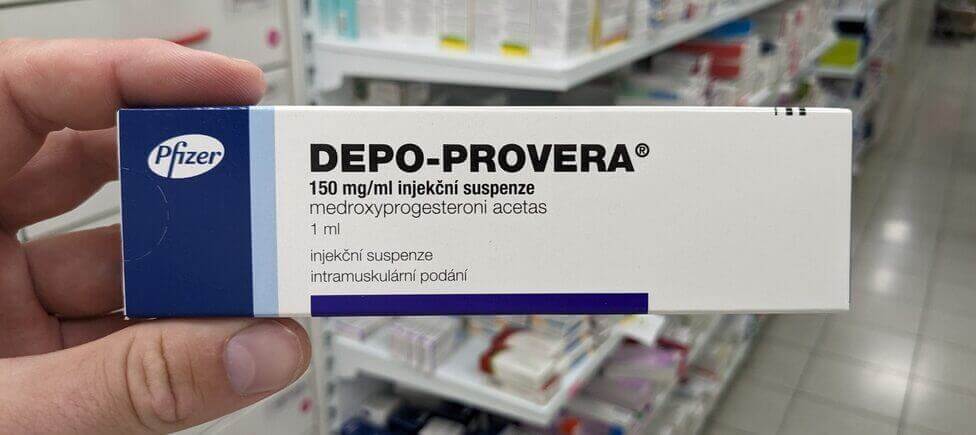 Pfizer
DEPO-PROVERA®
150 mg/ml injekční suspenze
medroxyprogesteroni acetas
1 ml
injekční suspenze
intramuskulární podání